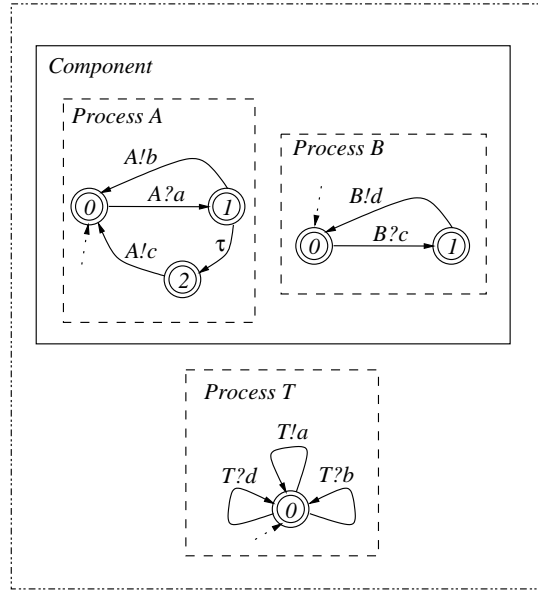 Component
Process A
A!b
A?a
0
1
A!c
τ
2
Process B
B!d
0
B?c
1
Process T
T!a
T?d
T?b
0